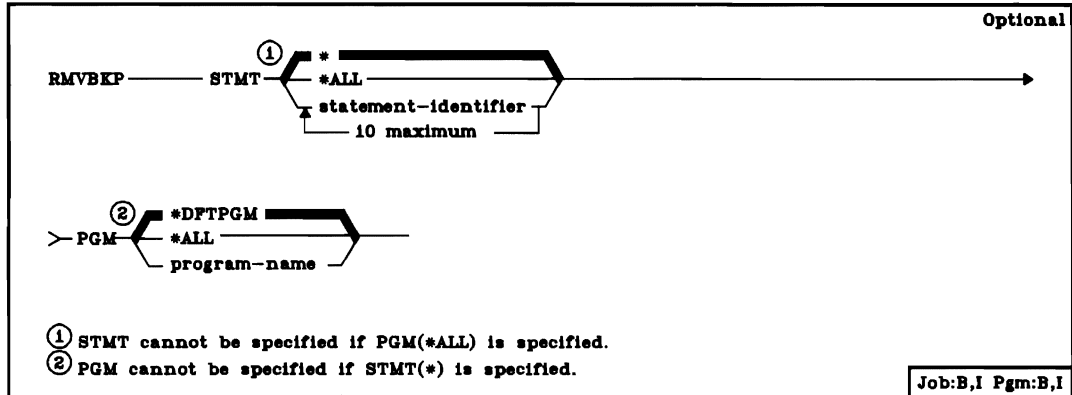 Optional
① *
RMVBKP STMT *ALL
statement-identifier
10 maximum
② *DFTPGM
PGM *ALL
program-name
① STMT cannot be specified if PGM(*ALL) is specified.
② PGM cannot be specified if STMT(*) is specified.
Job:B,I Pgm:B,I